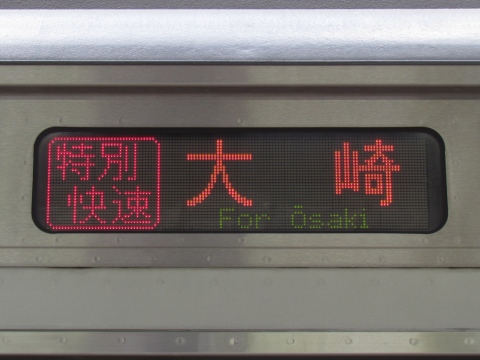 特別
快速
大崎
For Ōsaki